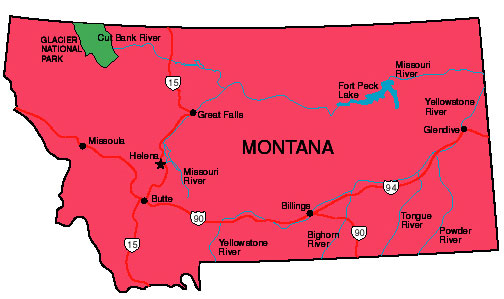 GLACIER
NATIONAL
PARK
Cut Bank River
15
Missouri
River
Fort Peck
Lake
Yellowstone
River
Great Falls
Glendive
Missoula
MONTANA
Helena
Missouri
River
Butte
94
Billings
90
15
Yellowstone
River
Bighorn
River
90
Tongue
River
Powder
River